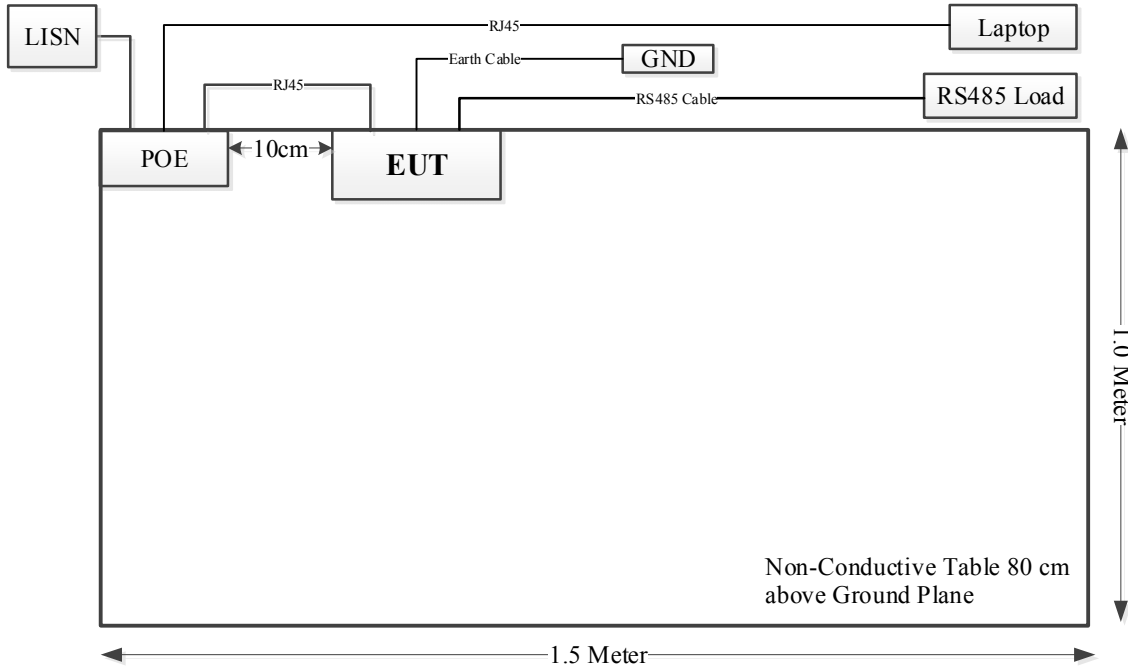 LISN
RJ45
Laptop
Earth Cable
GND
RJ45
RS485 Cable
RS485 Load
POE
10cm
EUT
1.0 Meter
Non-Conductive Table 80 cm
above Ground Plane
1.5 Meter